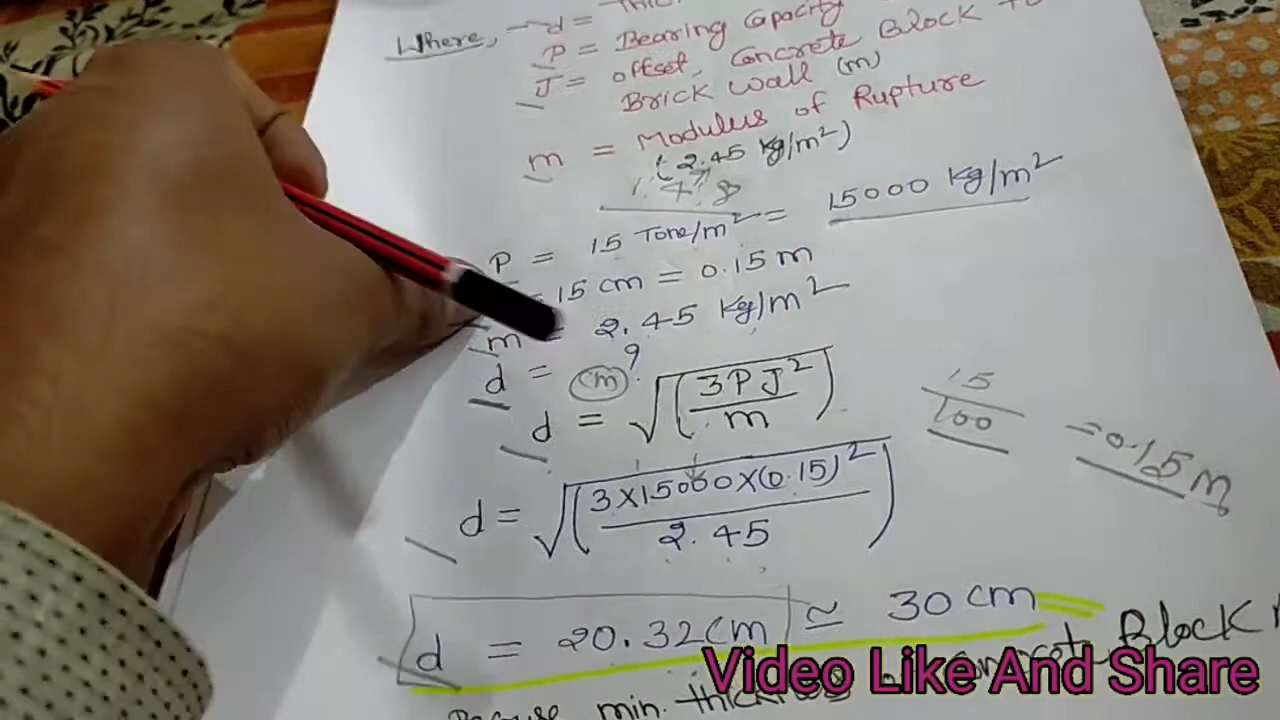 Where, d =
P = Bearing Capacity
J = offset, Concrete Block to
Brick Wall (m)
m = Modulus of Rupture
(2.45 kg/m²)
P = 15 Tone/m² = 15000 Kg/m²
= 15 cm = 0.15 m
m = 2.45 Kg/m²
d = cm ?
d = √(3PJ²/m)
15/100 = 0.15 m
d = √(3×15000×(0.15)²/2.45)
d = 20.32 cm ≃ 30 cm
min. thickness Block
Video Like And Share